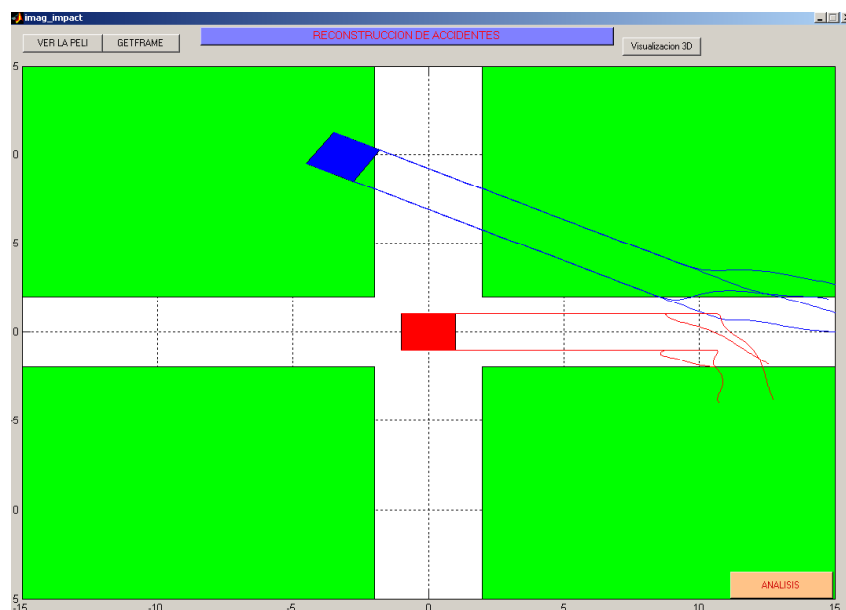 imag_impact
VER LA PELI
GETFRAME
RECONSTRUCCION DE ACCIDENTES
Visualizacion 3D
5
0
5
0
-5
0
-5
ANALISIS
-15
-10
-5
0
5
10
15